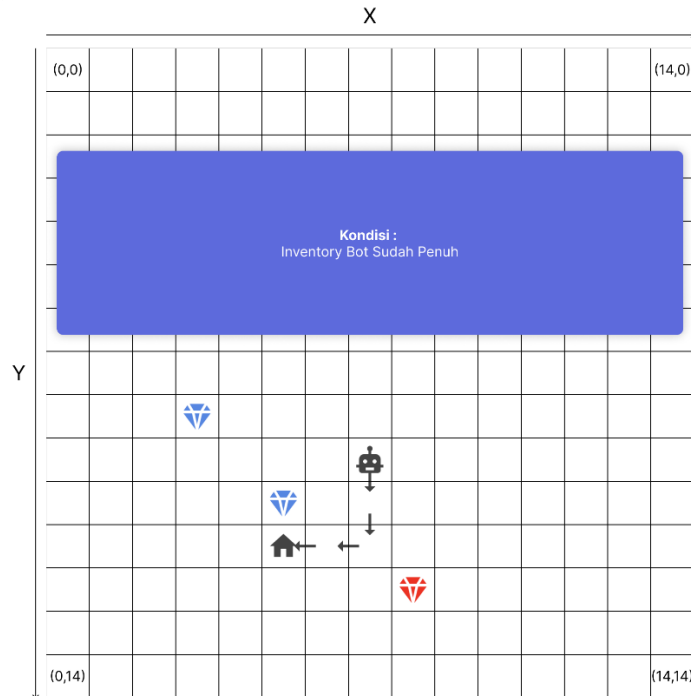 X
(0,0)
(14,0)
Kondisi :
Inventory Bot Sudah Penuh
Y
(0,14)
(14,14)